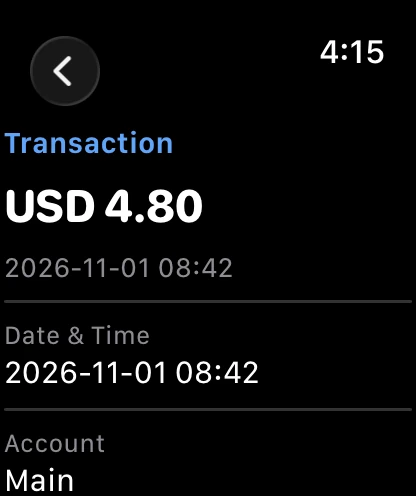 4:15
Transaction
USD 4.80
2026-11-01 08:42
Date & Time
2026-11-01 08:42
Account
Main